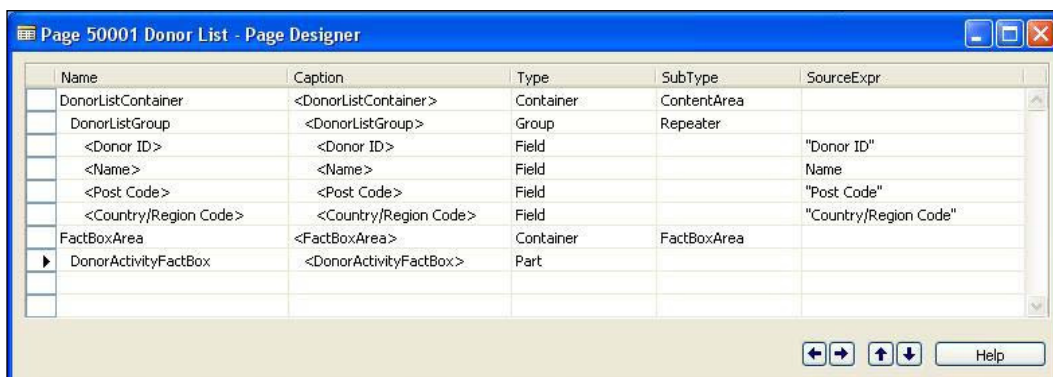 Page 50001 Donor List - Page Designer
Name Caption Type SubType SourceExpr
DonorListContainer <DonorListContainer> Container ContentArea
DonorListGroup <DonorListGroup> Group Repeater
<Donor ID> <Donor ID> Field "Donor ID"
<Name> <Name> Field Name
<Post Code> <Post Code> Field "Post Code"
<Country/Region Code> <Country/Region Code> Field "Country/Region Code"
FactBoxArea <FactBoxArea> Container FactBoxArea
DonorActivityFactBox <DonorActivityFactBox> Part
Help